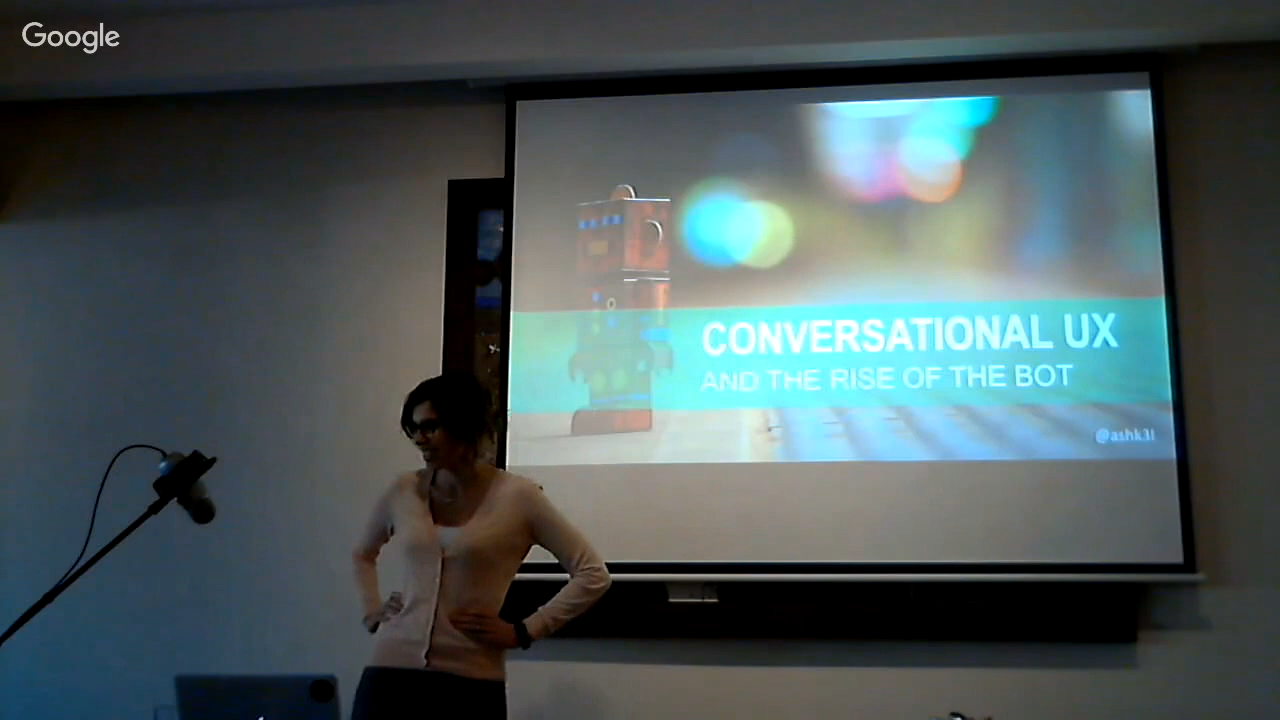 Google
CONVERSATIONAL UX
AND THE RISE OF THE BOT
@ashk3l